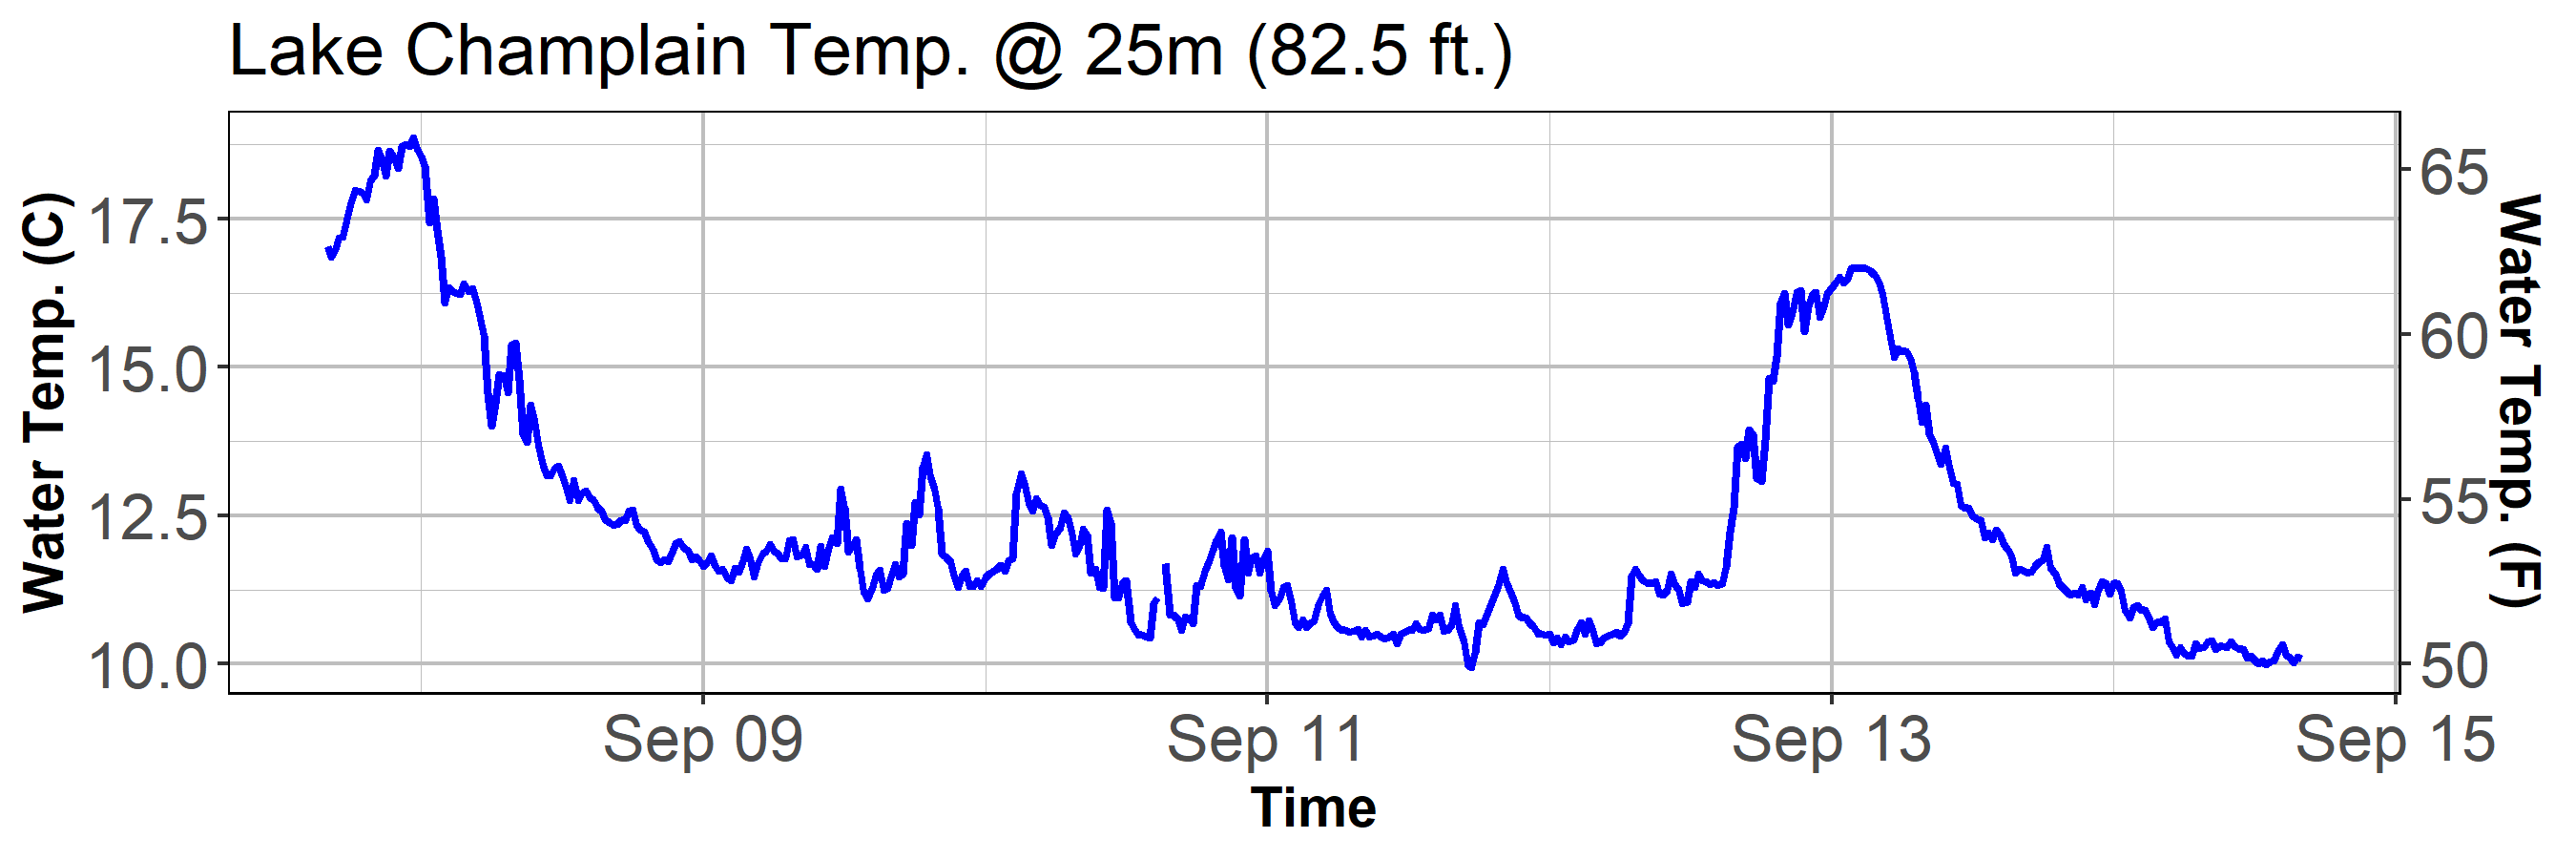 Lake Champlain Temp. @ 25m (82.5 ft.)
Water Temp. (C)
17.5
15.0
12.5
10.0
65
60
55
50
Water Temp. (F)
Sep 09 Sep 11 Sep 13 Sep 15
Time